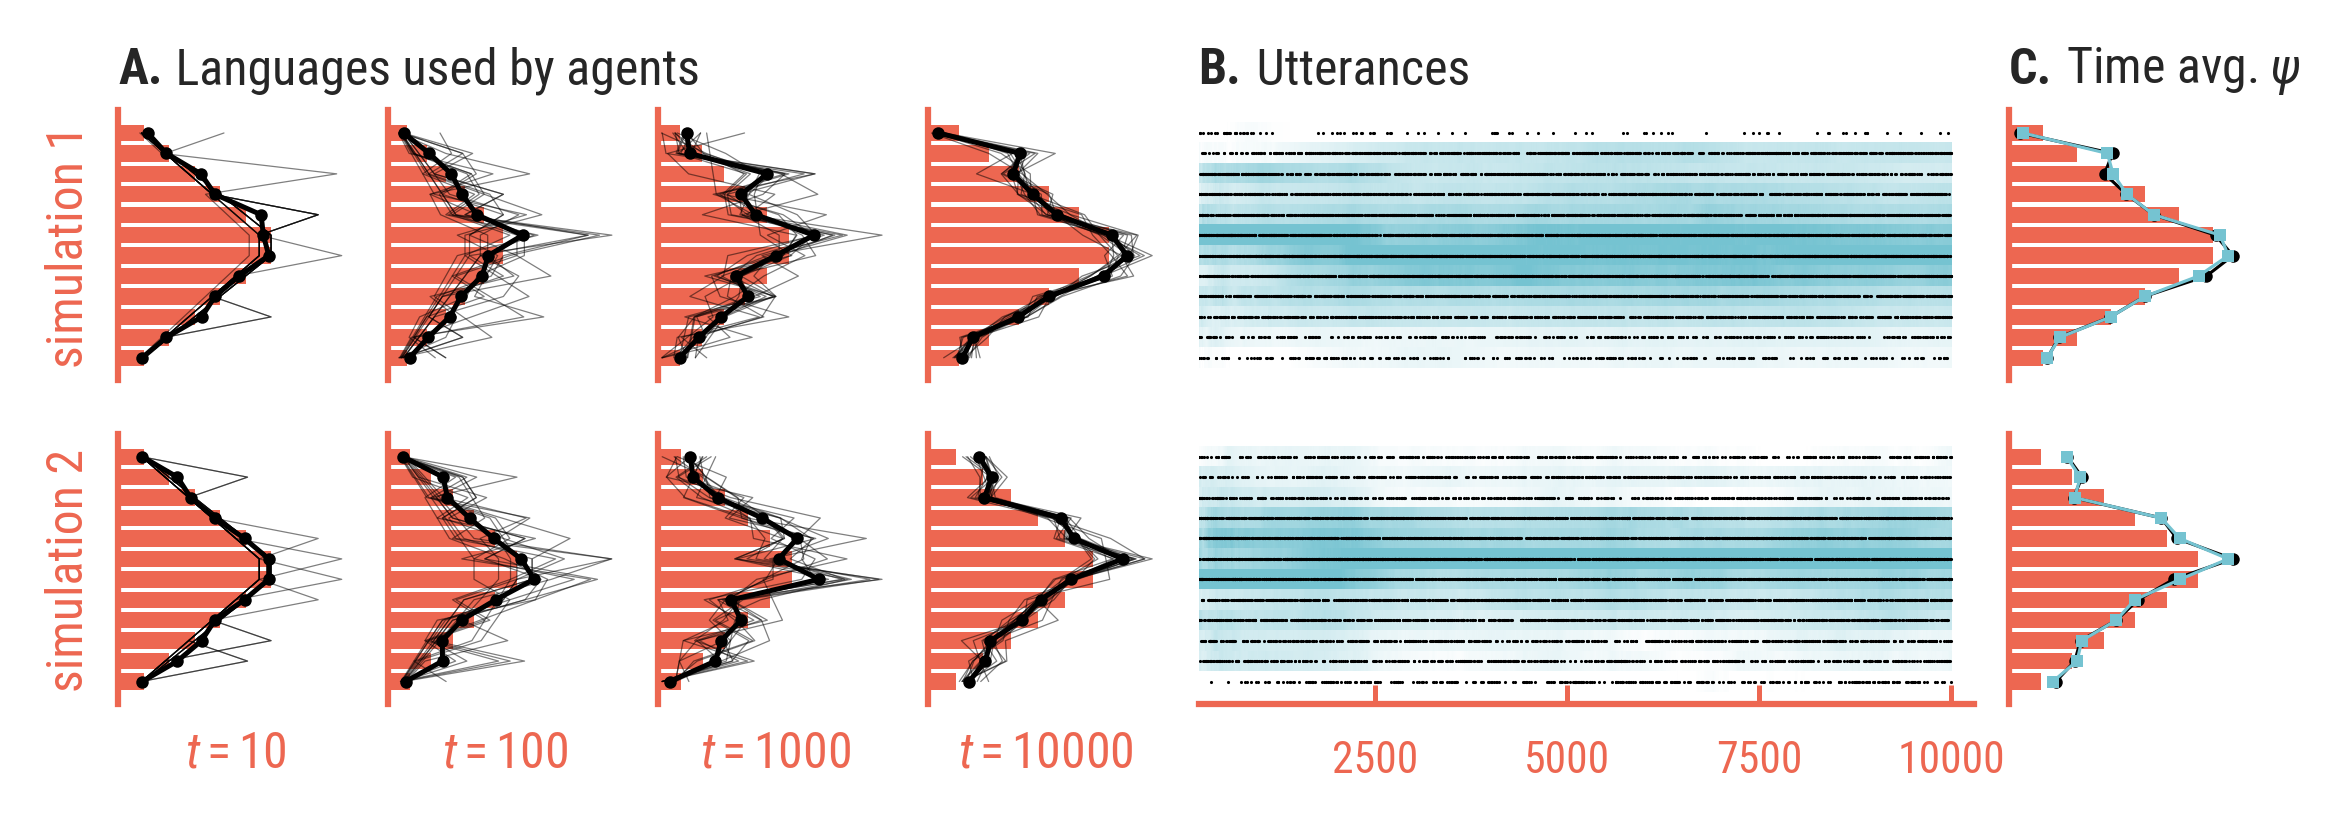 A. Languages used by agents
B. Utterances
C. Time avg. ψ
simulation 1
simulation 2
t = 10
t = 100
t = 1000
t = 10000
2500
5000
7500
10000